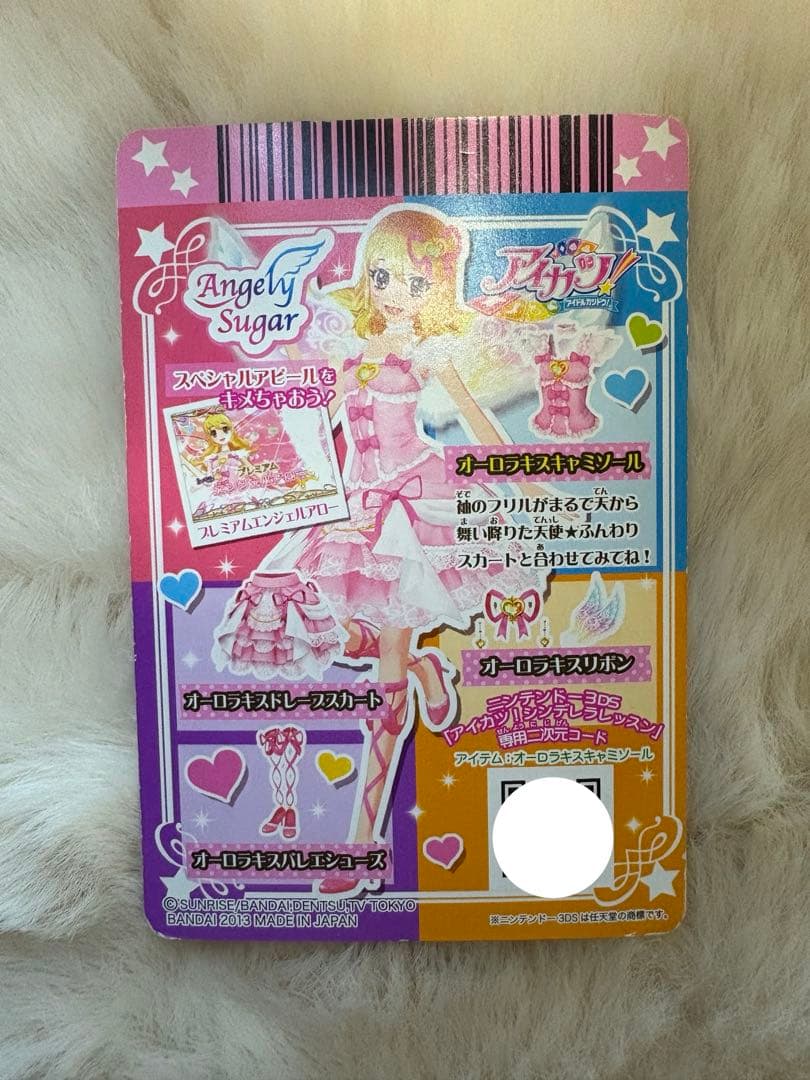 Angely
Sugar
アイカツ!
アイドルカツドウ!
スペシャルアピールを
キメちゃおう!
プレミアム
プレミアムエンジェルアロー
オーロラキスキャミソール
袖のフリルがまるで天から
舞い降りた天使★ふんわり
スカートと合わせてみてね!
オーロラキスドレープスカート
オーロラキスリボン
ニンテンドー3DS
「アイカツ!シンデレラレッスン」
専用二次元コード
アイテム:オーロラキスキャミソール
オーロラキスバレエシューズ
©SUNRISE/BANDAI,DENTSU,TV TOKYO
BANDAI 2013 MADE IN JAPAN
※ニンテンドー3DSは任天堂の商標です。